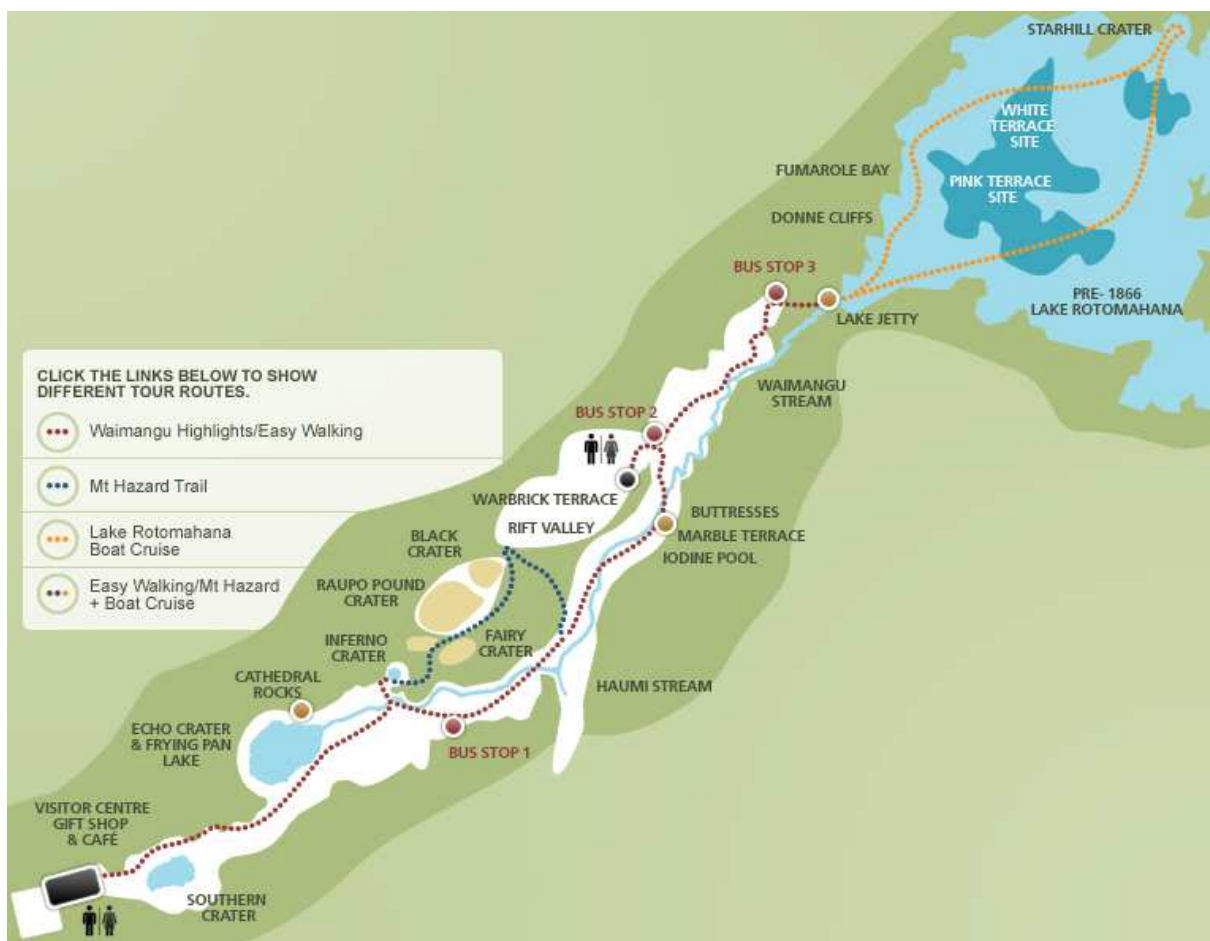 STARHILL CRATER
WHITE
TERRACE
SITE
FUMAROLE BAY
PINK TERRACE
SITE
DONNE CLIFFS
BUS STOP 3
PRE- 1866
LAKE ROTOMAHANA
LAKE JETTY
CLICK THE LINKS BELOW TO SHOW
DIFFERENT TOUR ROUTES.
Waimangu Highlights/Easy Walking
Mt Hazard Trail
Lake Rotomahana
Boat Cruise
Easy Walking/Mt Hazard
+ Boat Cruise
WAIMANGU
STREAM
BUS STOP 2
WARBRICK TERRACE
RIFT VALLEY
BUTTRESSES
MARBLE TERRACE
IODINE POOL
BLACK
CRATER
RAUPO POUND
CRATER
INFERNO
CRATER
FAIRY
CRATER
CATHEDRAL
ROCKS
HAUMI STREAM
ECHO CRATER
& FRYING PAN
LAKE
BUS STOP 1
VISITOR CENTRE
GIFT SHOP
& CAFÉ
SOUTHERN
CRATER